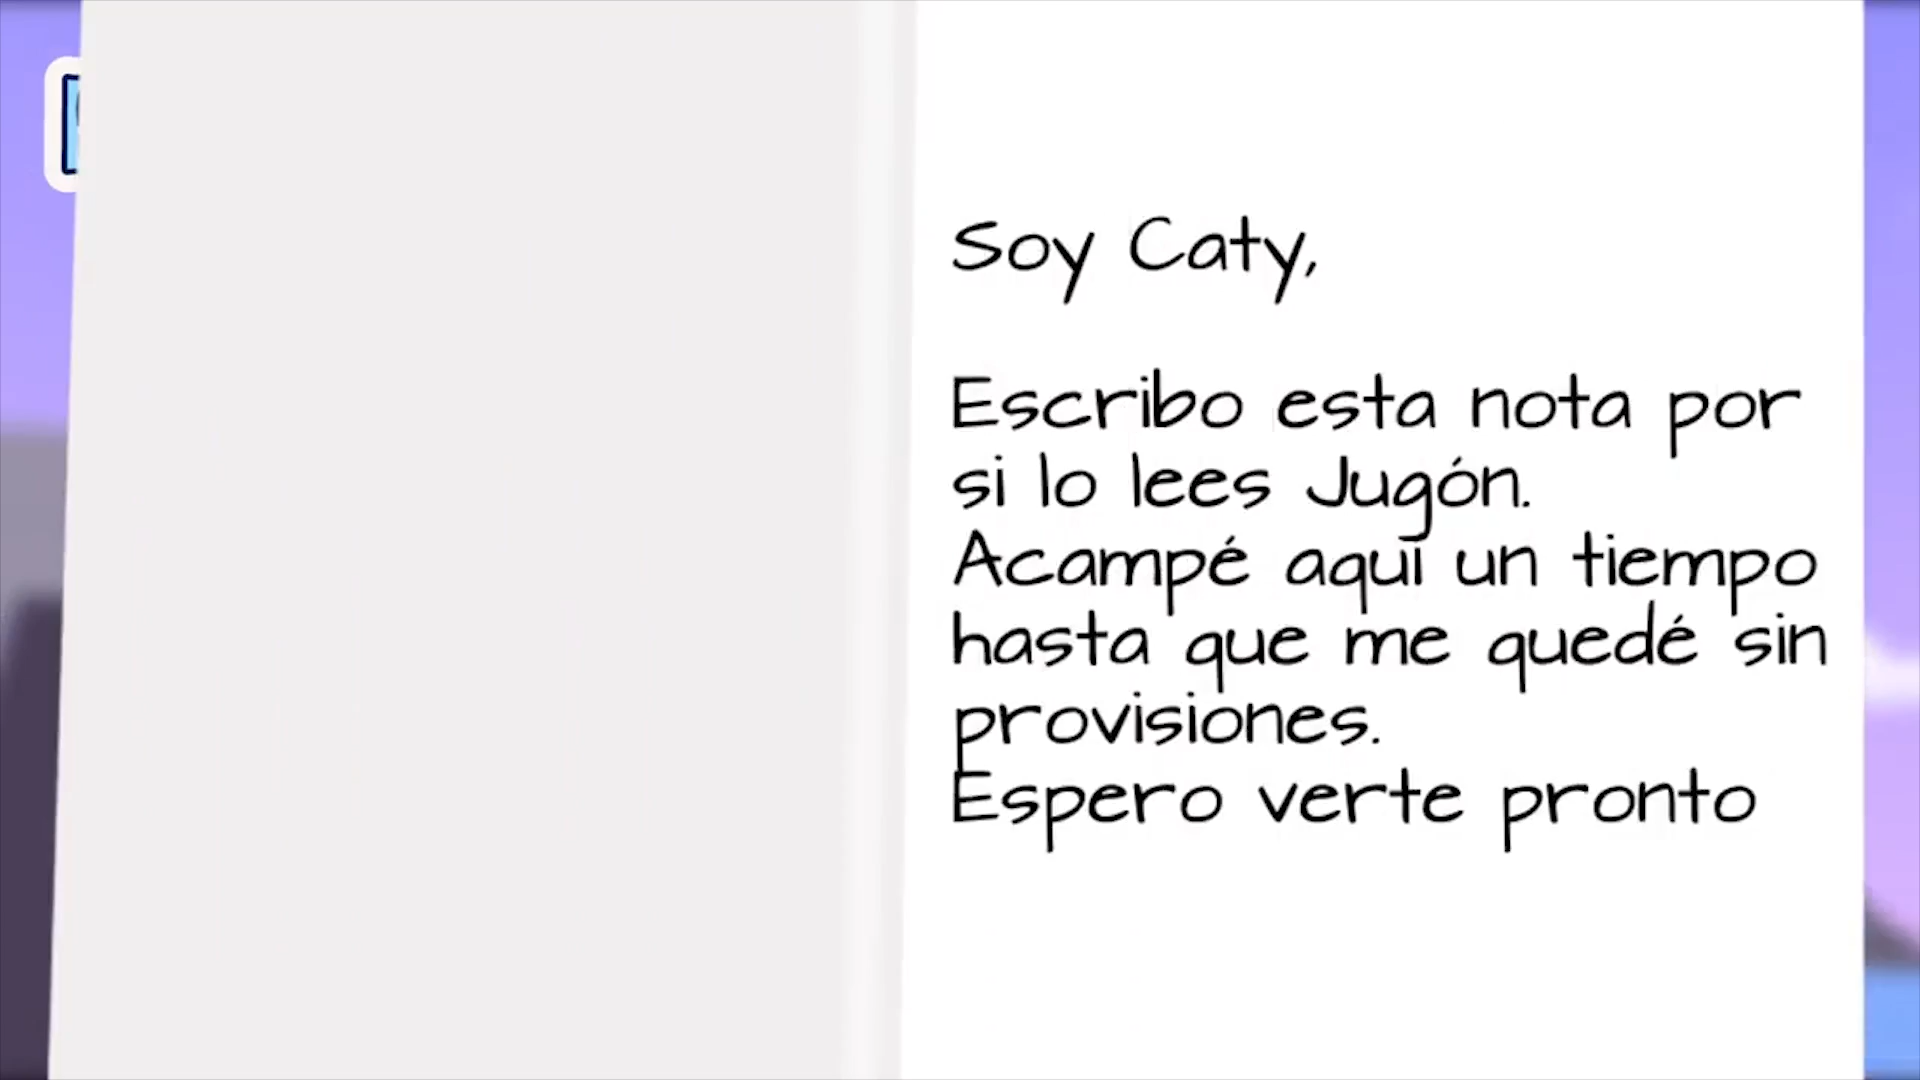 Soy Caty,
Escribo esta nota por
si lo lees Jugón.
Acampé aquí un tiempo
hasta que me quedé sin
provisiones.
Espero verte pronto